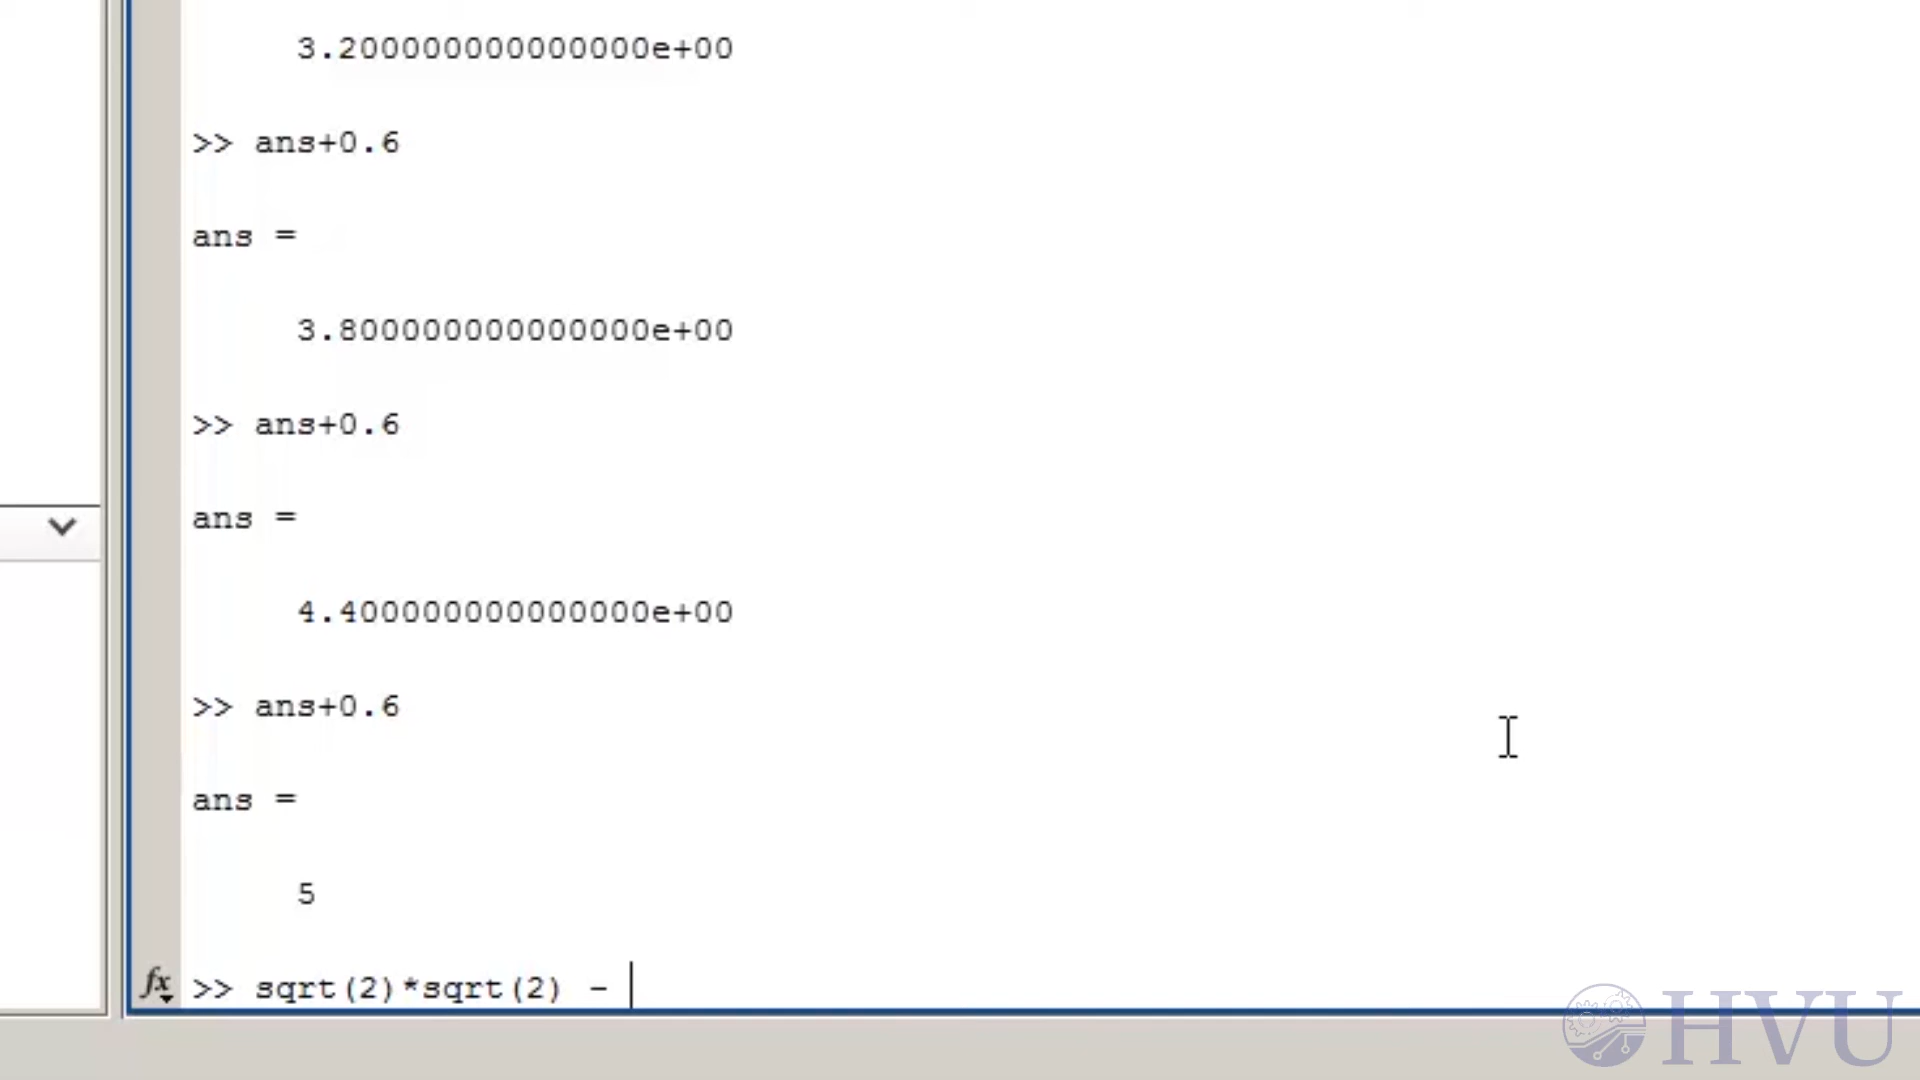 3.200000000000000e+00
>> ans+0.6
ans =
3.800000000000000e+00
>> ans+0.6
ans =
4.400000000000000e+00
>> ans+0.6
ans =
5
fx >> sqrt(2)*sqrt(2) -
HVU